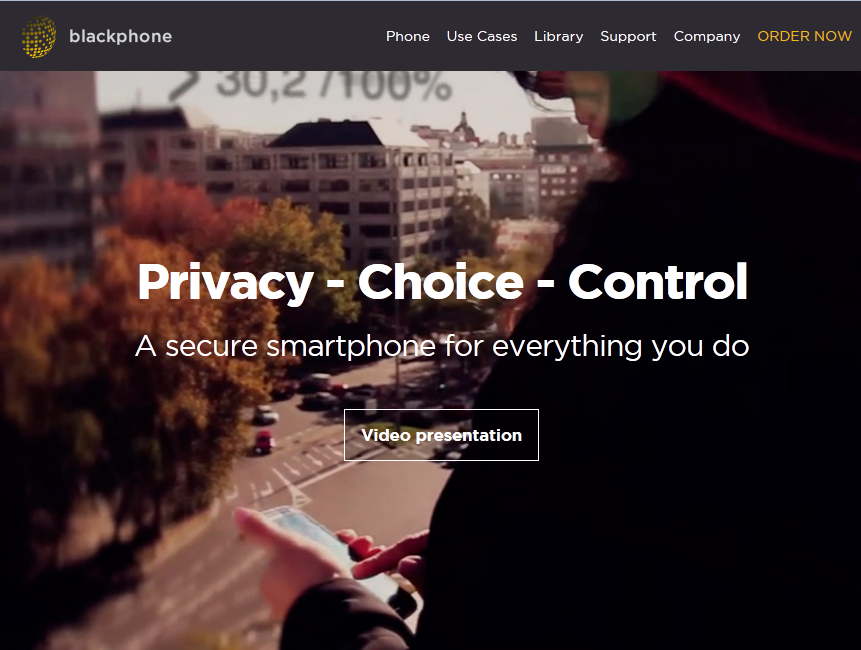 blackphone
Phone Use Cases Library Support Company ORDER NOW
30,2 /100%
Privacy - Choice - Control
A secure smartphone for everything you do
Video presentation